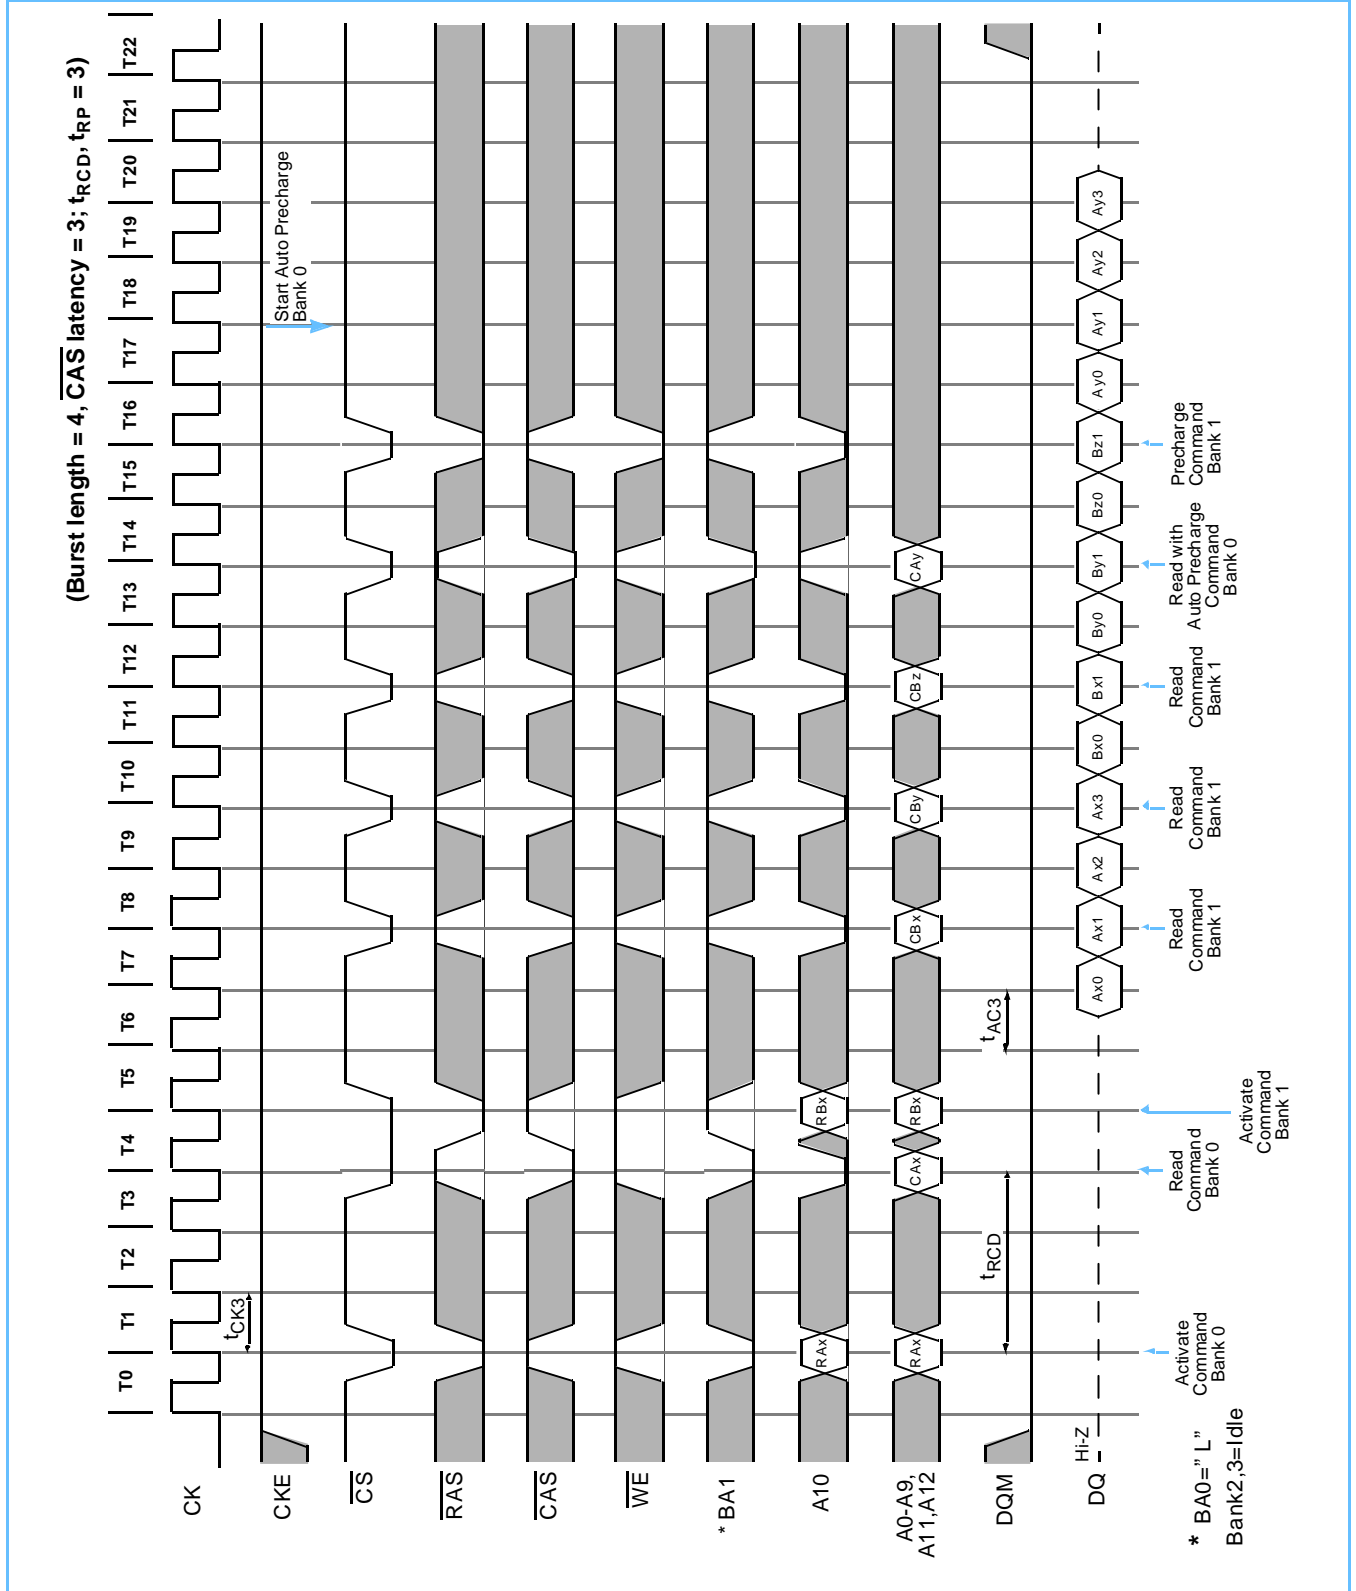 (Burst length = 4, CAS latency = 3; tRCD, tRP = 3)
T0 T1 T2 T3 T4 T5 T6 T7 T8 T9 T10 T11 T12 T13 T14 T15 T16 T17 T18 T19 T20 T21 T22
CK
tCK3
CKE
Start Auto Precharge
Bank 0
CS
RAS
CAS
WE
* BA1
A10
RAx RBx
A0-A9,
A11,A12
RAx CAx RBx CBx CBy CBz CAy
DQM
tRCD
tAC3
DQ
Hi-Z
Ax0 Ax1 Ax2 Ax3 Bx0 Bx1 By0 By1 Bz0 Bz1 Ay0 Ay1 Ay2 Ay3
Activate
Command
Bank 0
Read
Command
Bank 0
Activate
Command
Bank 1
Read
Command
Bank 1
Read
Command
Bank 1
Read
Command
Bank 1
Read with
Auto Precharge
Command
Bank 0
Precharge
Command
Bank 1
* BA0=" L"
Bank2,3=Idle